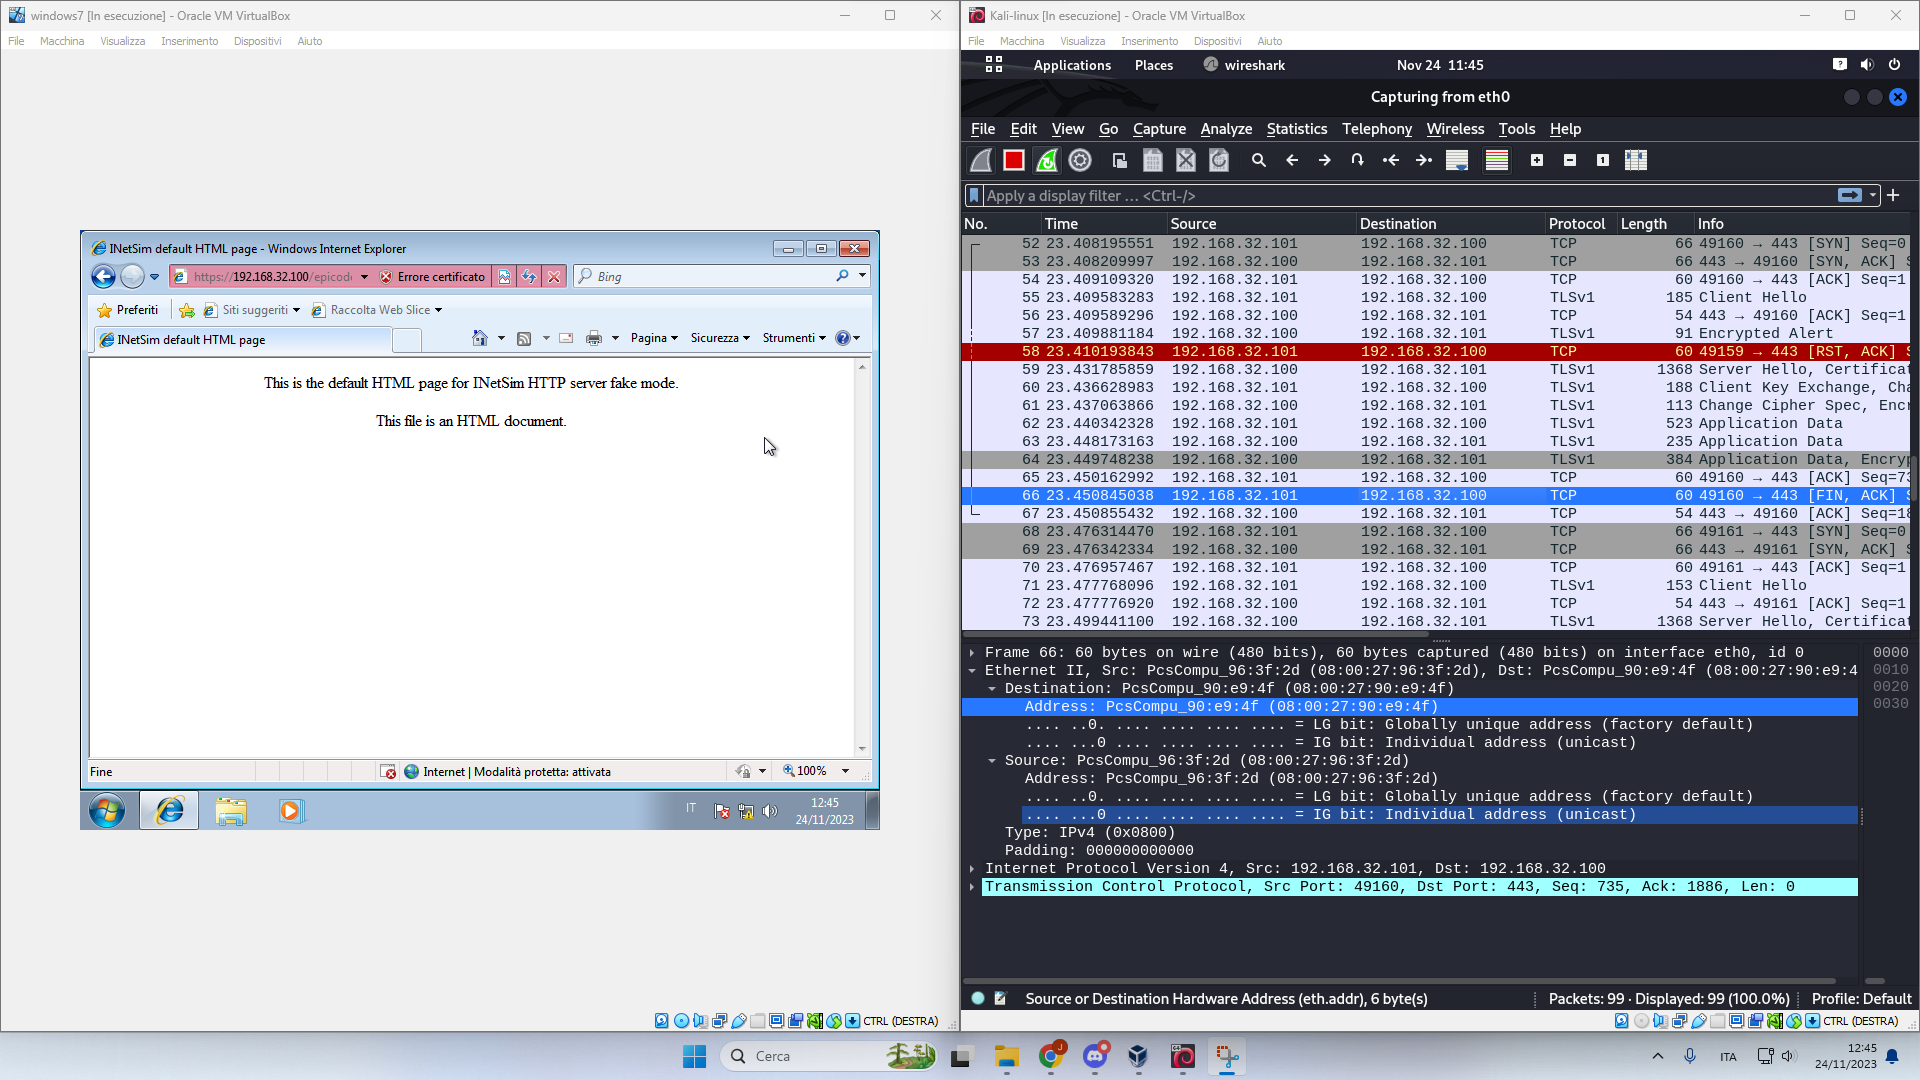 windows7 [In esecuzione] - Oracle VM VirtualBox
File Macchina Visualizza Inserimento Dispositivi Aiuto
INetSim default HTML page - Windows Internet Explorer
https://192.168.32.100/epicod Errore certificato Bing
Preferiti Siti suggeriti Raccolta Web Slice
INetSim default HTML page Pagina Sicurezza Strumenti
This is the default HTML page for INetSim HTTP server fake mode.
This file is an HTML document.
Fine Internet | Modalità protetta: attivata 100%
IT 12:45
24/11/2023
CTRL (DESTRA)
Kali-linux [In esecuzione] - Oracle VM VirtualBox
File Macchina Visualizza Inserimento Dispositivi Aiuto
Applications Places wireshark Nov 24 11:45
Capturing from eth0
File Edit View Go Capture Analyze Statistics Telephony Wireless Tools Help
Apply a display filter … <Ctrl-/>
No. Time Source Destination Protocol Length Info
52 23.408195551 192.168.32.101 192.168.32.100 TCP 66 49160 → 443 [SYN] Seq=0
53 23.408209997 192.168.32.100 192.168.32.101 TCP 66 443 → 49160 [SYN, ACK] S
54 23.409109320 192.168.32.101 192.168.32.100 TCP 60 49160 → 443 [ACK] Seq=1
55 23.409583283 192.168.32.101 192.168.32.100 TLSv1 185 Client Hello
56 23.409589296 192.168.32.100 192.168.32.101 TCP 54 443 → 49160 [ACK] Seq=1
57 23.409881184 192.168.32.100 192.168.32.101 TLSv1 91 Encrypted Alert
58 23.410193843 192.168.32.101 192.168.32.100 TCP 60 49159 → 443 [RST, ACK] S
59 23.431785859 192.168.32.100 192.168.32.101 TLSv1 1368 Server Hello, Certificat
60 23.436628983 192.168.32.101 192.168.32.100 TLSv1 188 Client Key Exchange, Cha
61 23.437063866 192.168.32.100 192.168.32.101 TLSv1 113 Change Cipher Spec, Encr
62 23.440342328 192.168.32.101 192.168.32.100 TLSv1 523 Application Data
63 23.448173163 192.168.32.100 192.168.32.101 TLSv1 235 Application Data
64 23.449748238 192.168.32.100 192.168.32.101 TLSv1 384 Application Data, Encryp
65 23.450162992 192.168.32.101 192.168.32.100 TCP 60 49160 → 443 [ACK] Seq=73
66 23.450845038 192.168.32.101 192.168.32.100 TCP 60 49160 → 443 [FIN, ACK] S
67 23.450855432 192.168.32.100 192.168.32.101 TCP 54 443 → 49160 [ACK] Seq=18
68 23.476314470 192.168.32.101 192.168.32.100 TCP 66 49161 → 443 [SYN] Seq=0
69 23.476342334 192.168.32.100 192.168.32.101 TCP 66 443 → 49161 [SYN, ACK] S
70 23.476957467 192.168.32.101 192.168.32.100 TCP 60 49161 → 443 [ACK] Seq=1
71 23.477768096 192.168.32.101 192.168.32.100 TLSv1 153 Client Hello
72 23.477776920 192.168.32.100 192.168.32.101 TCP 54 443 → 49161 [ACK] Seq=1
73 23.499441100 192.168.32.100 192.168.32.101 TLSv1 1368 Server Hello, Certificat
Frame 66: 60 bytes on wire (480 bits), 60 bytes captured (480 bits) on interface eth0, id 0
Ethernet II, Src: PcsCompu_96:3f:2d (08:00:27:96:3f:2d), Dst: PcsCompu_90:e9:4f (08:00:27:90:e9:4
Destination: PcsCompu_90:e9:4f (08:00:27:90:e9:4f)
Address: PcsCompu_90:e9:4f (08:00:27:90:e9:4f)
.... ..0. .... .... .... .... = LG bit: Globally unique address (factory default)
.... ...0 .... .... .... .... = IG bit: Individual address (unicast)
Source: PcsCompu_96:3f:2d (08:00:27:96:3f:2d)
Address: PcsCompu_96:3f:2d (08:00:27:96:3f:2d)
.... ..0. .... .... .... .... = LG bit: Globally unique address (factory default)
.... ...0 .... .... .... .... = IG bit: Individual address (unicast)
Type: IPv4 (0x0800)
Padding: 000000000000
Internet Protocol Version 4, Src: 192.168.32.101, Dst: 192.168.32.100
Transmission Control Protocol, Src Port: 49160, Dst Port: 443, Seq: 735, Ack: 1886, Len: 0
0000
0010
0020
0030
Source or Destination Hardware Address (eth.addr), 6 byte(s) Packets: 99 · Displayed: 99 (100.0%) Profile: Default
CTRL (DESTRA)
Cerca J ITA 12:45
24/11/2023